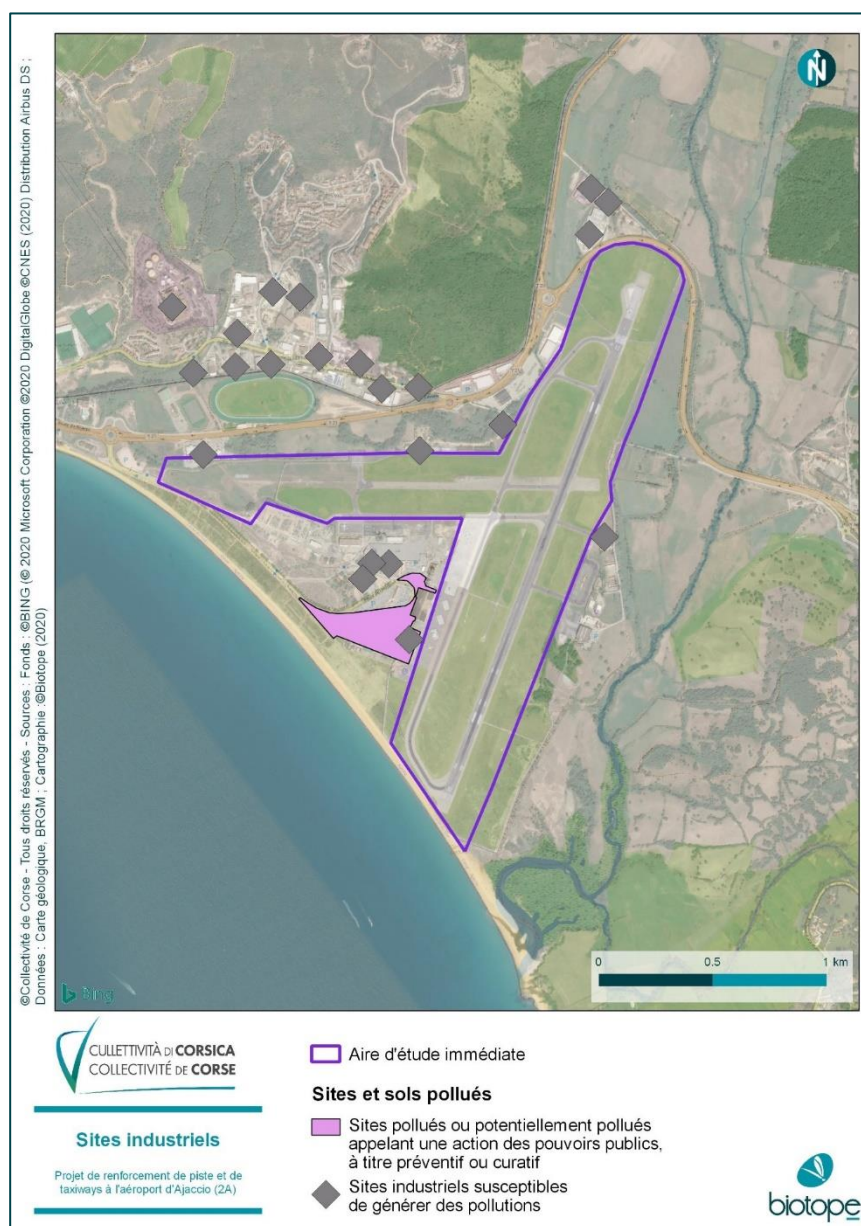 ©Collectivité de Corse - Tous droits réservés - Sources : Fonds : ©BING (© 2020 Microsoft Corporation ©2020 DigitalGlobe ©CNES (2020) Distribution Airbus DS ;
Données : Carte géologique, BRGM ; Cartographie :©Biotope (2020)
N
0
0.5
1 km
Bing
CULLETTIVITÀ DI CORSICA
COLLECTIVITÉ DE CORSE
Sites industriels
Projet de renforcement de piste et de
taxiways à l'aéroport d'Ajaccio (2A)
Aire d'étude immédiate
Sites et sols pollués
Sites pollués ou potentiellement pollués
appelant une action des pouvoirs publics,
à titre préventif ou curatif
Sites industriels susceptibles
de générer des pollutions
biotope